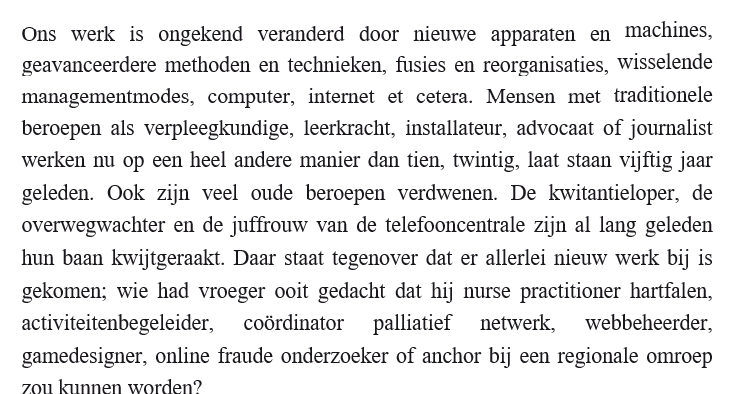 Ons werk is ongekend veranderd door nieuwe apparaten en machines,
geavanceerdere methoden en technieken, fusies en reorganisaties, wisselende
managementmodes, computer, internet et cetera. Mensen met traditionele
beroepen als verpleegkundige, leerkracht, installateur, advocaat of journalist
werken nu op een heel andere manier dan tien, twintig, laat staan vijftig jaar
geleden. Ook zijn veel oude beroepen verdwenen. De kwitantieloper, de
overwegwachter en de juffrouw van de telefooncentrale zijn al lang geleden
hun baan kwijtgeraakt. Daar staat tegenover dat er allerlei nieuw werk bij is
gekomen; wie had vroeger ooit gedacht dat hij nurse practitioner hartfalen,
activiteitenbegeleider, coördinator palliatief netwerk, webbeheerder,
gamedesigner, online fraude onderzoeker of anchor bij een regionale omroep
zou kunnen worden?